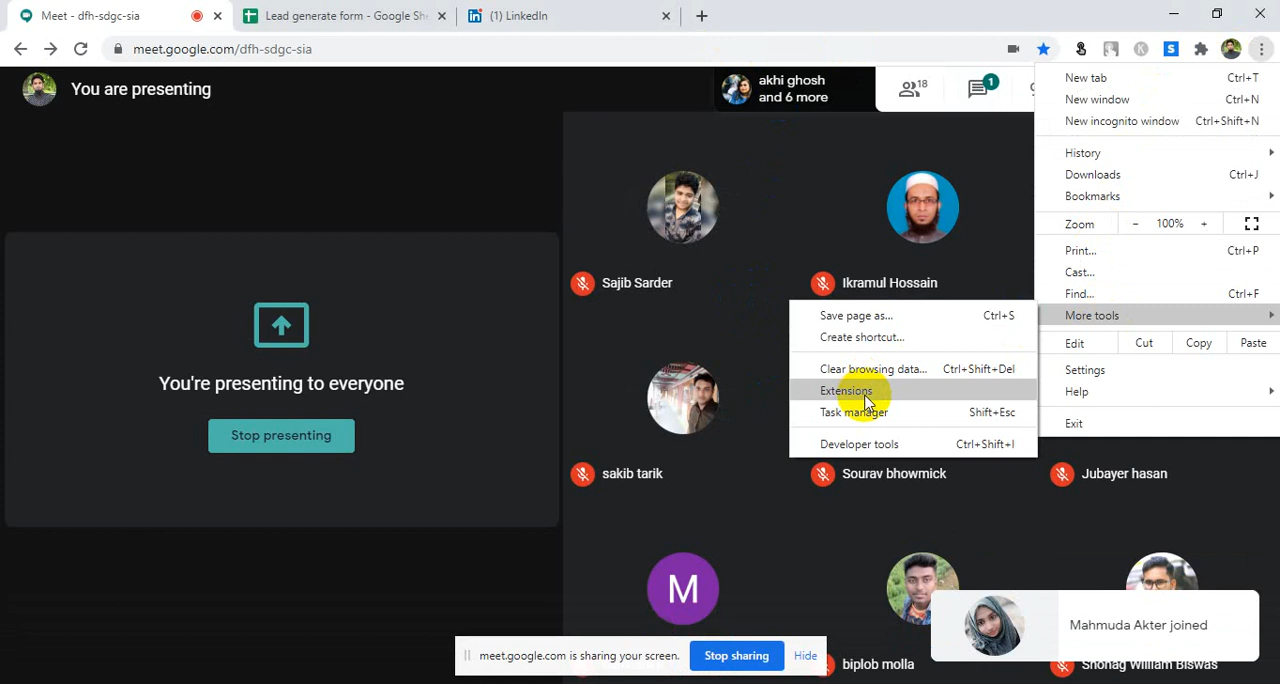 Meet - dfh-sdgc-sia
Lead generate form - Google She
(1) LinkedIn
meet.google.com/dfh-sdgc-sia
You are presenting
akhi ghosh
and 6 more
18
1
New tab Ctrl+T
New window Ctrl+N
New incognito window Ctrl+Shift+N
History
Downloads Ctrl+J
Bookmarks
Zoom - 100% +
Print... Ctrl+P
Cast...
Find... Ctrl+F
More tools
Edit Cut Copy Paste
Settings
Help
Exit
Save page as... Ctrl+S
Create shortcut...
Clear browsing data... Ctrl+Shift+Del
Extensions
Task manager Shift+Esc
Developer tools Ctrl+Shift+I
You're presenting to everyone
Stop presenting
Sajib Sarder
Ikramul Hossain
sakib tarik
Sourav bhowmick
Jubayer hasan
M
biplob molla
Shohag William Biswas
Mahmuda Akter joined
meet.google.com is sharing your screen.
Stop sharing
Hide